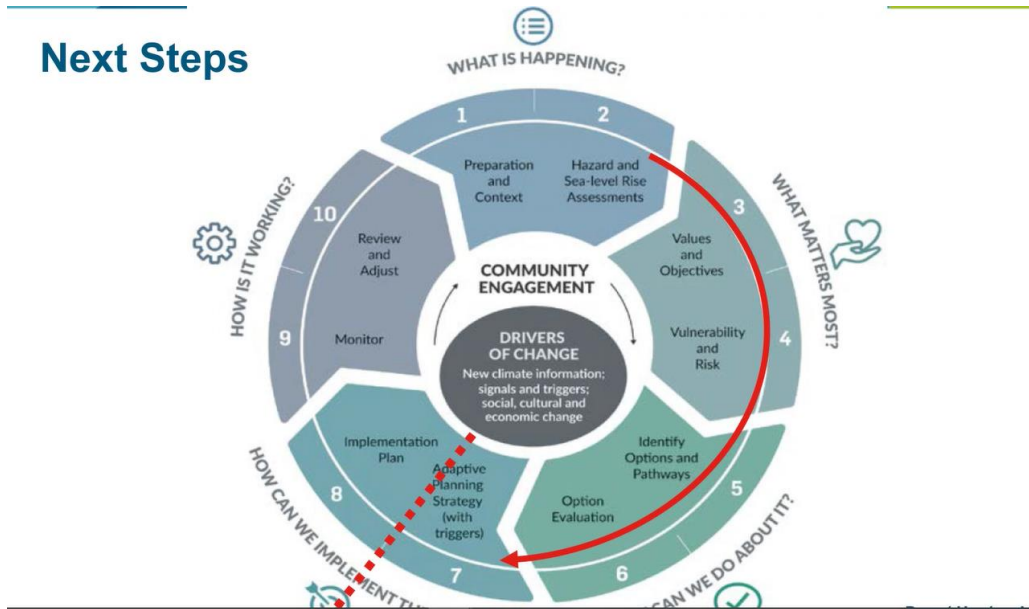 Next Steps
WHAT IS HAPPENING?
1
2
Preparation
and
Context
Hazard and
Sea-level Rise
Assessments
WHAT MATTERS MOST?
3
Values
and
Objectives
4
Vulnerability
and
Risk
5
Identify
Options and
Pathways
6
Option
Evaluation
CAN WE DO ABOUT IT?
7
Adaptive
Planning
Strategy
(with
triggers)
8
Implementation
Plan
HOW CAN WE IMPLEMENT
9
Monitor
10
Review
and
Adjust
HOW IS IT WORKING?
COMMUNITY
ENGAGEMENT
DRIVERS
OF CHANGE
New climate information;
signals and triggers;
social, cultural and
economic change